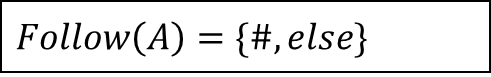 Follow(A) = {#, else}